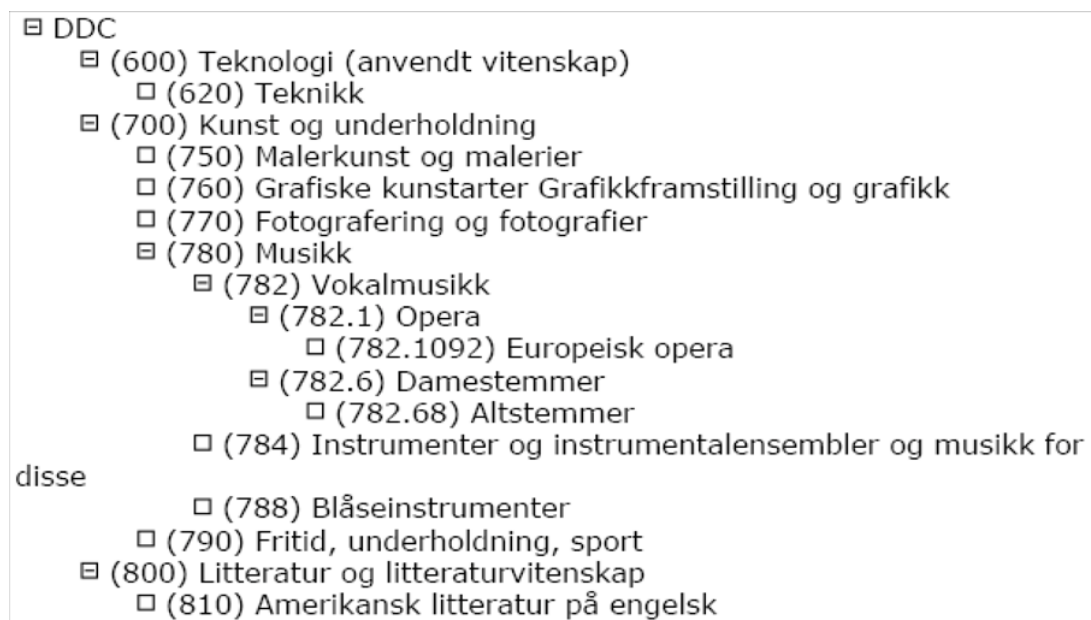 DDC
(600) Teknologi (anvendt vitenskap)
(620) Teknikk
(700) Kunst og underholdning
(750) Malerkunst og malerier
(760) Grafiske kunstarter Grafikkframstilling og grafikk
(770) Fotografering og fotografier
(780) Musikk
(782) Vokalmusikk
(782.1) Opera
(782.1092) Europeisk opera
(782.6) Damestemmer
(782.68) Altstemmer
(784) Instrumenter og instrumentalensembler og musikk for
disse
(788) Blåseinstrumenter
(790) Fritid, underholdning, sport
(800) Litteratur og litteraturvitenskap
(810) Amerikansk litteratur på engelsk